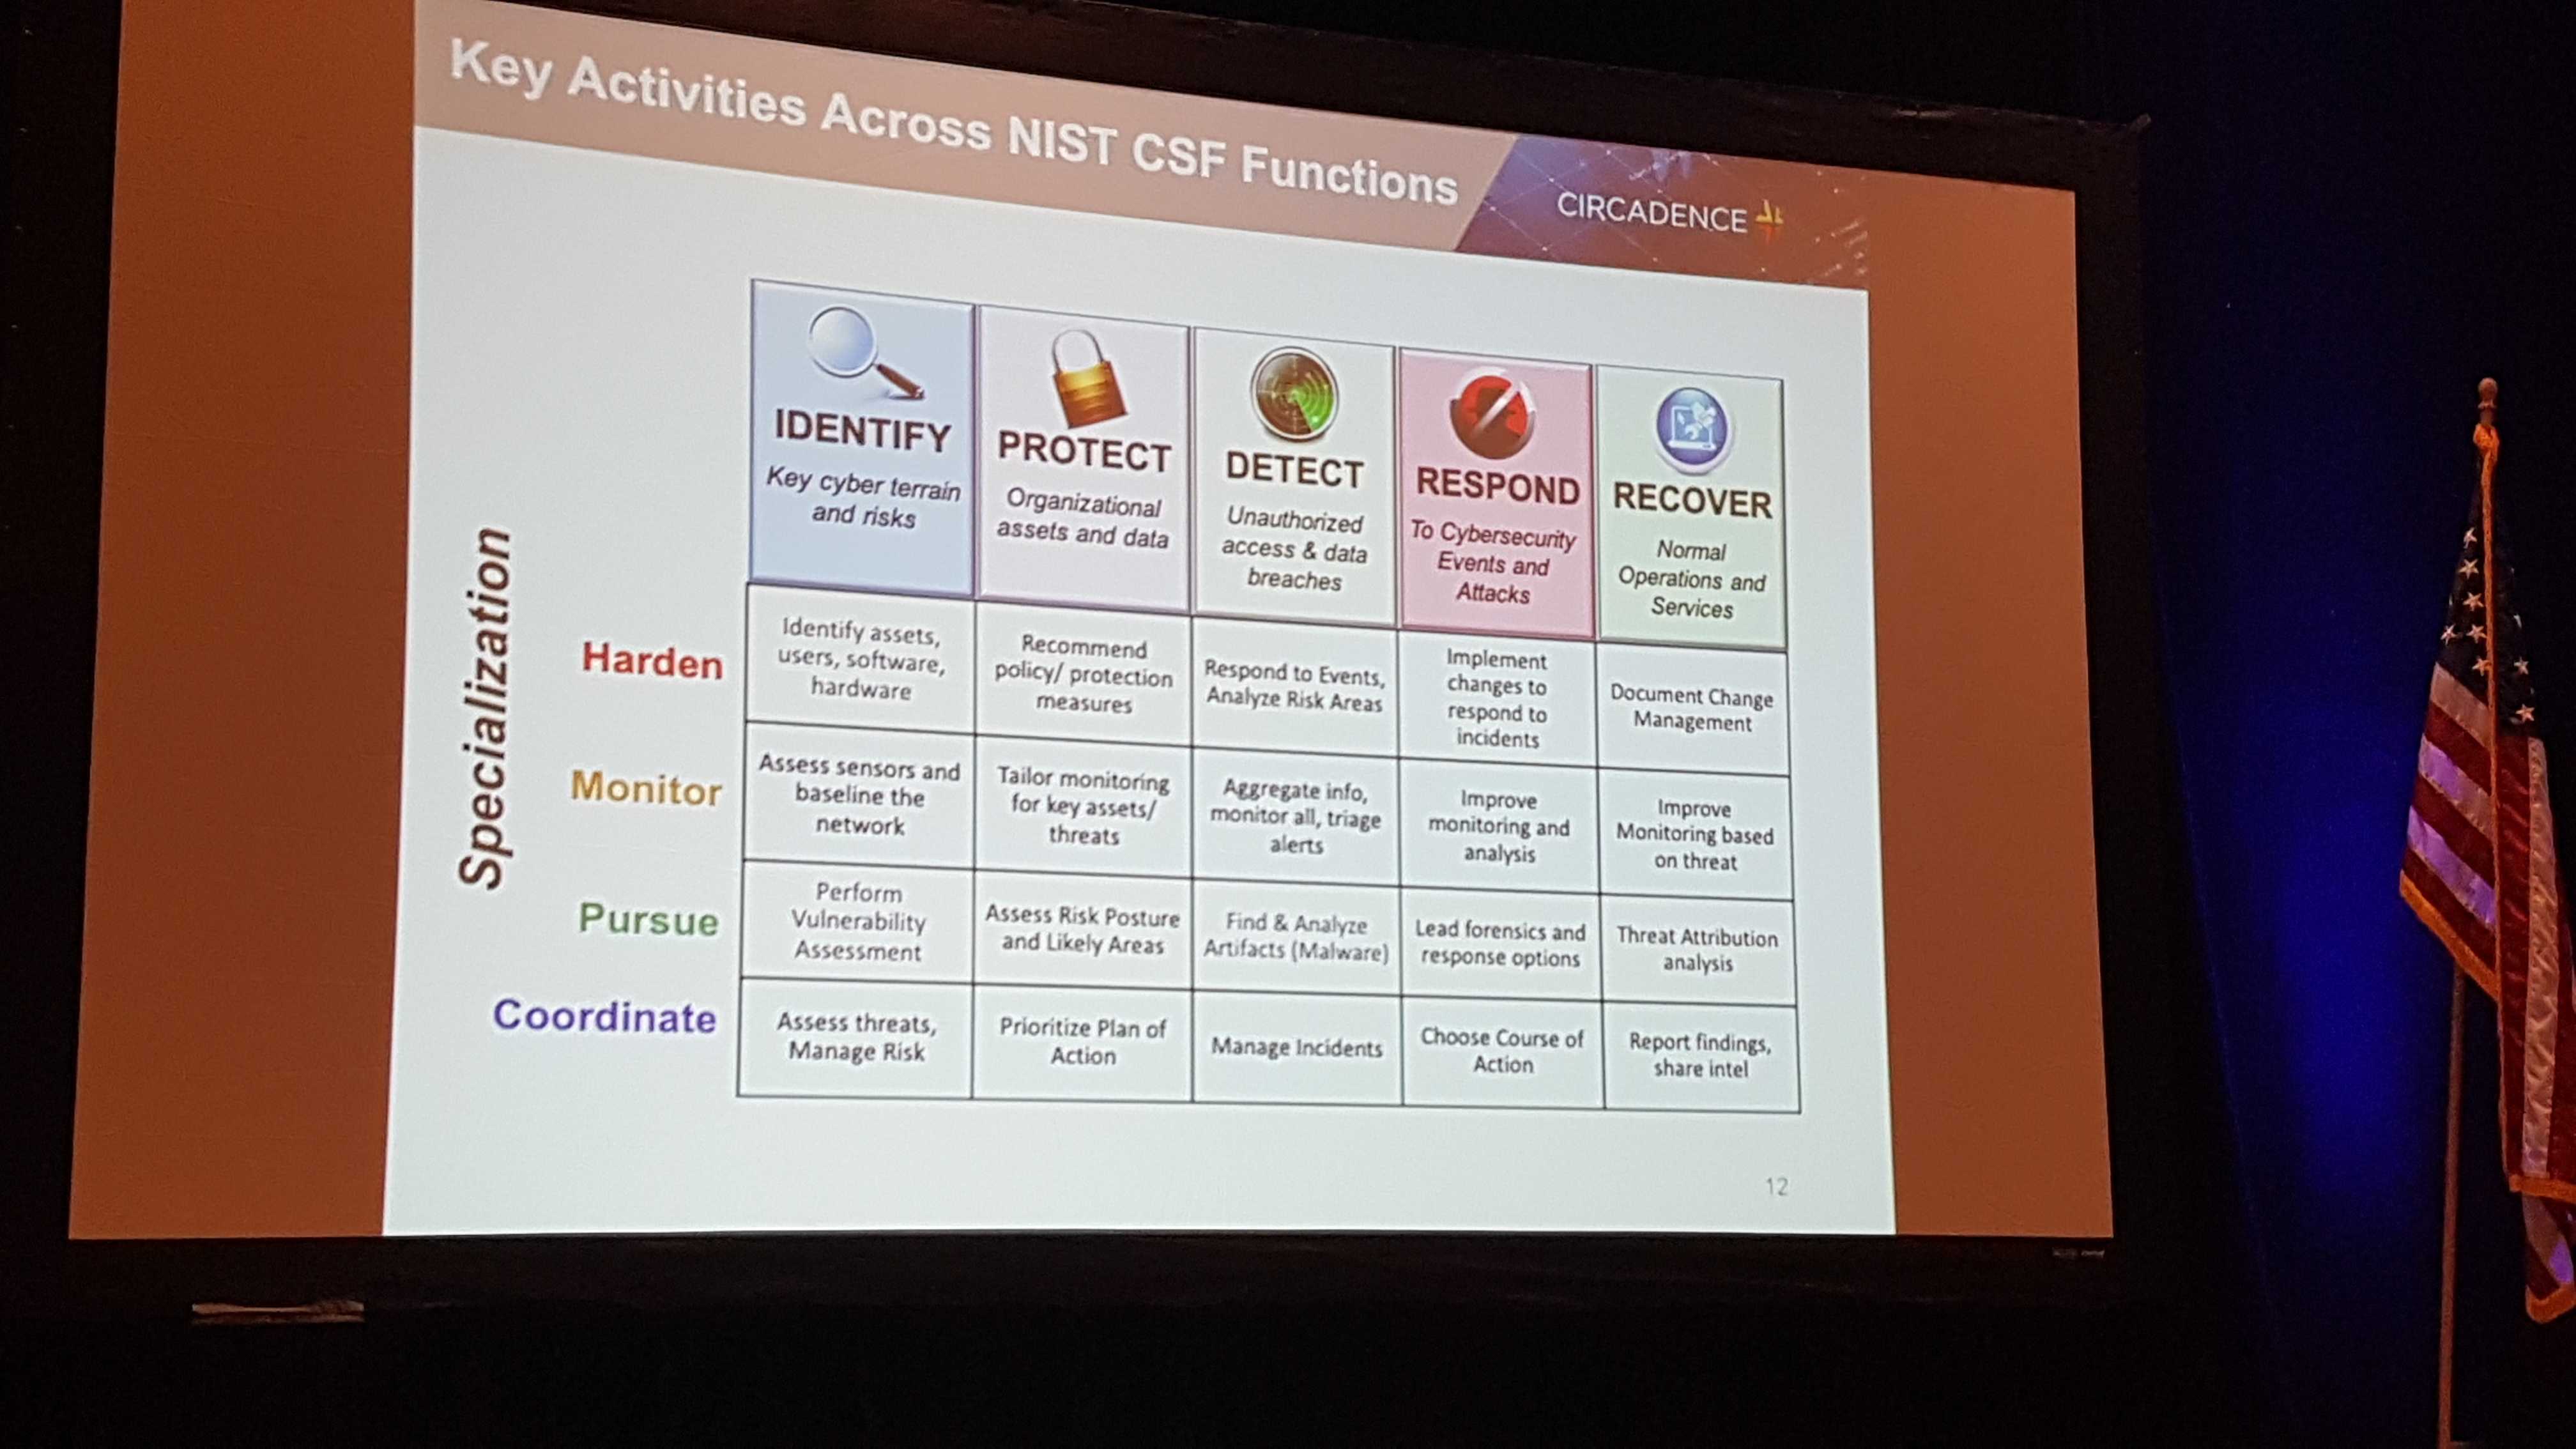 Key Activities Across NIST CSF Functions
CIRCADENCE
IDENTIFY
Key cyber terrain
and risks
PROTECT
Organizational
assets and data
DETECT
Unauthorized
access & data
breaches
RESPOND
To Cybersecurity
Events and
Attacks
RECOVER
Normal
Operations and
Services
Specialization
Harden
Identify assets,
users, software,
hardware
Recommend
policy/ protection
measures
Respond to Events,
Analyze Risk Areas
Implement
changes to
respond to
incidents
Document Change
Management
Monitor
Assess sensors and
baseline the
network
Tailor monitoring
for key assets/
threats
Aggregate info,
monitor all, triage
alerts
Improve
monitoring and
analysis
Improve
Monitoring based
on threat
Pursue
Perform
Vulnerability
Assessment
Assess Risk Posture
and Likely Areas
Find & Analyze
Artifacts (Malware)
Lead forensics and
response options
Threat Attribution
analysis
Coordinate
Assess threats,
Manage Risk
Prioritize Plan of
Action
Manage Incidents
Choose Course of
Action
Report findings,
share intel
12